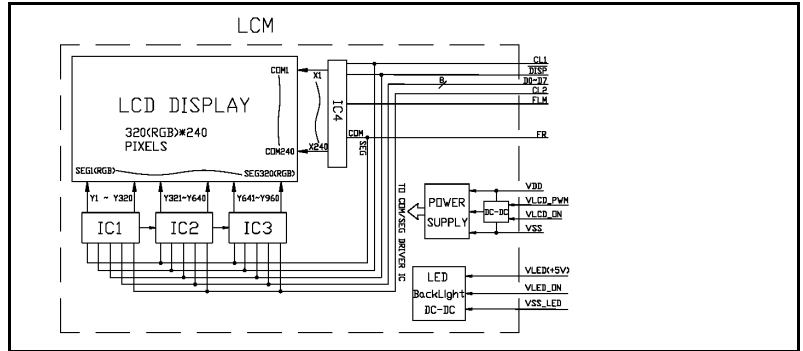 LCM
LCD DISPLAY
320(RGB)*240
PIXELS
COM1
COM240
SEG1(RGB)
SEG320(RGB)
X1
X240
IC4
COM
SEG
CL1
DISP
8
D0~D7
CL2
FLM
FR
Y1 ~ Y320
Y321~Y640
Y641~Y960
IC1
IC2
IC3
TO COM/SEG DRIVER IC
POWER
SUPPLY
DC-DC
VDD
VLCD_PWM
VLCD_ON
VSS
LED
BackLight
DC-DC
VLED(+5V)
VLED_ON
VSS_LED